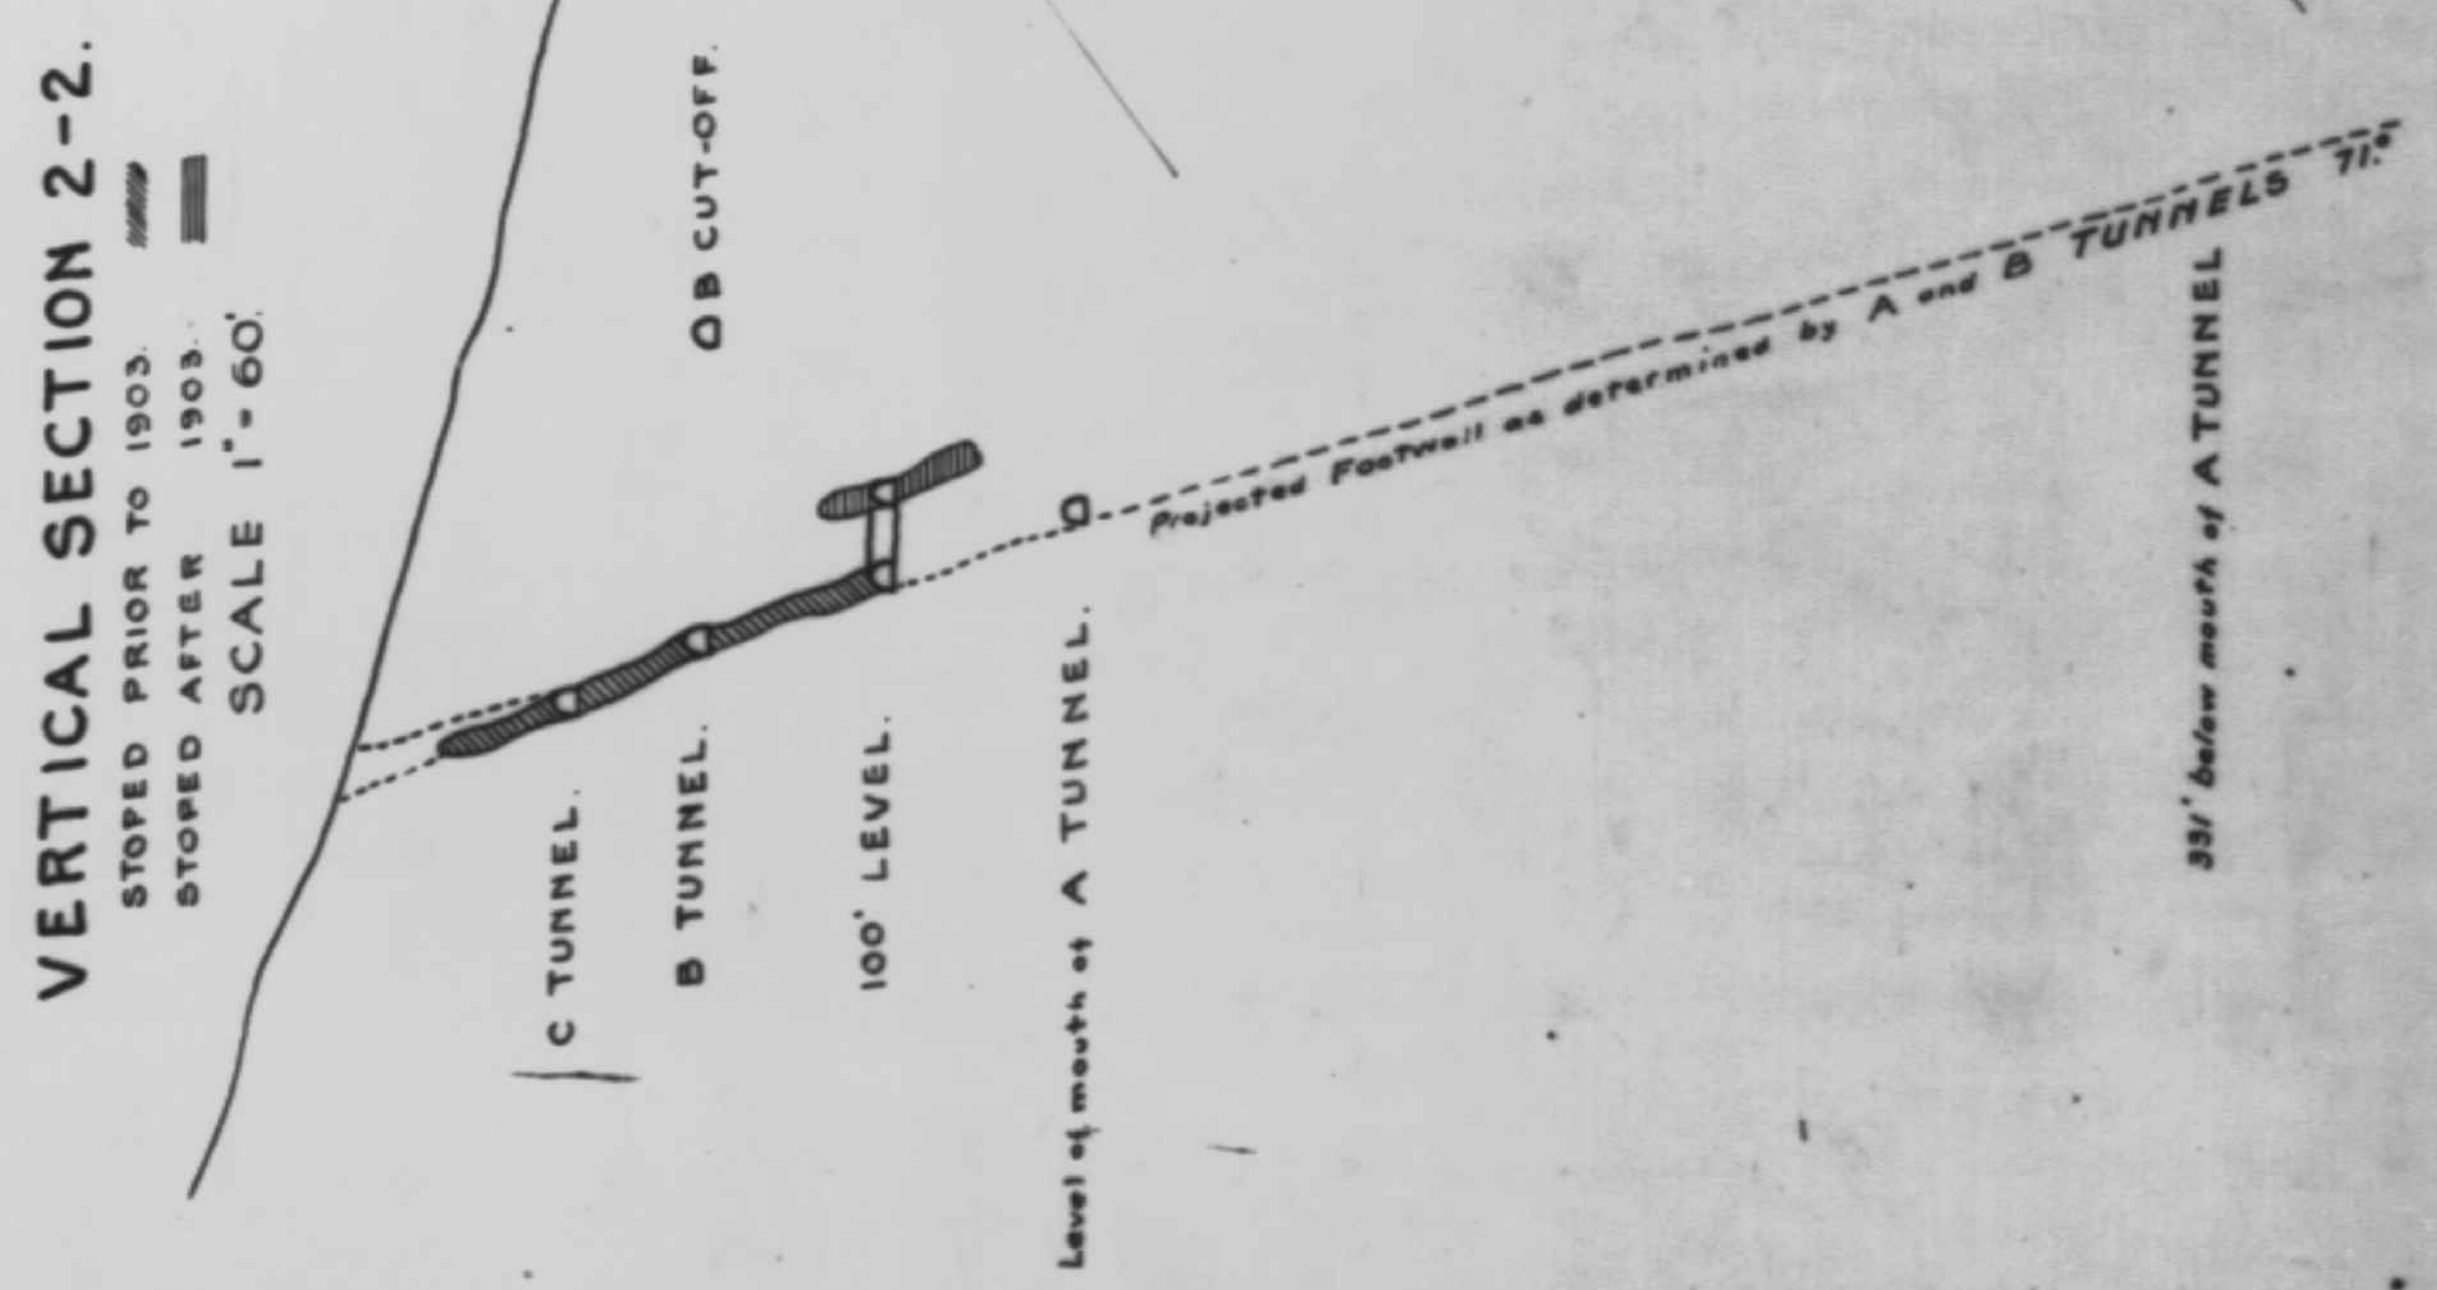 VERTICAL SECTION 2-2.
STOPED PRIOR TO 1903.
STOPED AFTER 1903.
SCALE 1"=60'.
C TUNNEL.
B TUNNEL.
B CUT-OFF.
100' LEVEL.
Level of mouth of A TUNNEL.
Projected Footwall as determined by A and B TUNNELS 71.°
331' below mouth of A TUNNEL